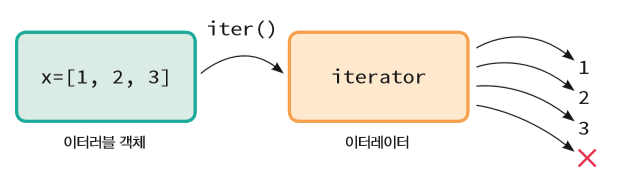 iter()
x=[1, 2, 3]
iterator
1
2
3
이터러블 객체
이터레이터